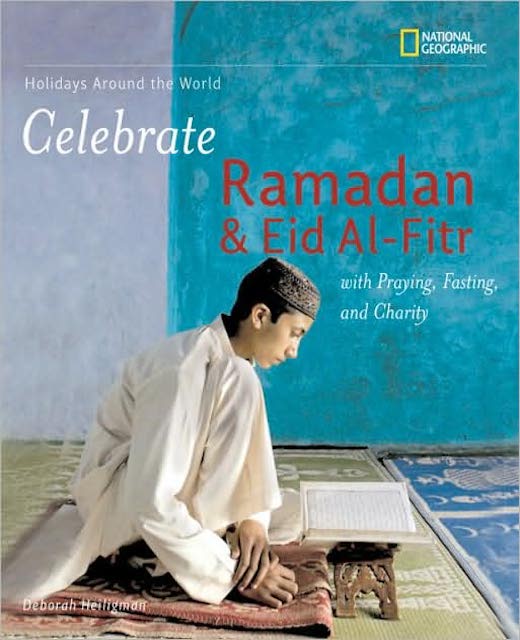 NATIONAL
GEOGRAPHIC
Holidays Around the World
Celebrate
Ramadan
& Eid Al-Fitr
with Praying, Fasting,
and Charity
Deborah Heiligman